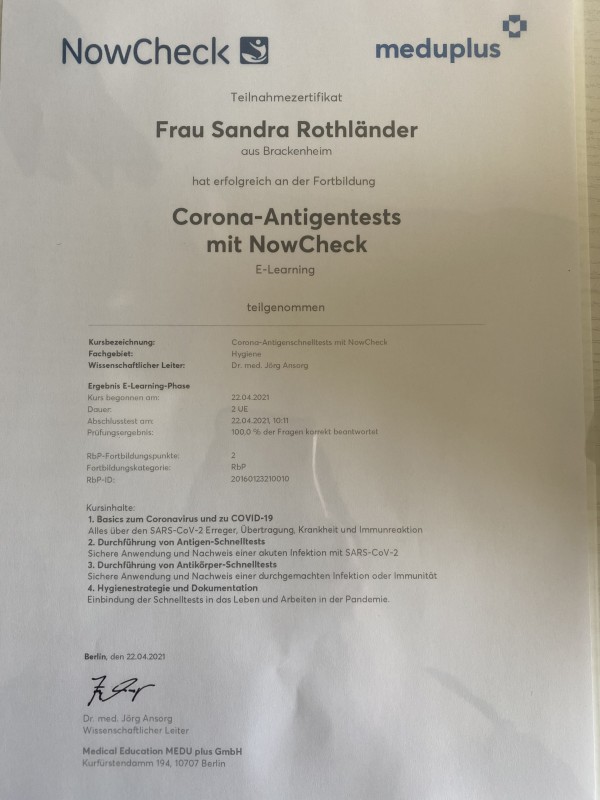 NowCheck
meduplus
Teilnahmezertifikat
Frau Sandra Rothländer
aus Brackenheim
hat erfolgreich an der Fortbildung
Corona-Antigentests
mit NowCheck
E-Learning
teilgenommen
Kursbezeichnung: Corona-Antigenschnelltests mit NowCheck
Fachgebiet: Hygiene
Wissenschaftlicher Leiter: Dr. med. Jörg Ansorg
Ergebnis E-Learning-Phase
Kurs begonnen am: 22.04.2021
Dauer: 2 UE
Abschlusstest am: 22.04.2021, 10:11
Prüfungsergebnis: 100,0 % der Fragen korrekt beantwortet
RbP-Fortbildungspunkte: 2
Fortbildungskategorie: RbP
RbP-ID: 20160123210010
Kursinhalte:
1. Basics zum Coronavirus und zu COVID-19
Alles über den SARS-CoV-2 Erreger, Übertragung, Krankheit und Immunreaktion
2. Durchführung von Antigen-Schnelltests
Sichere Anwendung und Nachweis einer akuten Infektion mit SARS-CoV-2
3. Durchführung von Antikörper-Schnelltests
Sichere Anwendung und Nachweis einer durchgemachten Infektion oder Immunität
4. Hygienestrategie und Dokumentation
Einbindung der Schnelltests in das Leben und Arbeiten in der Pandemie.
Berlin, den 22.04.2021
Dr. med. Jörg Ansorg
Wissenschaftlicher Leiter
Medical Education MEDU plus GmbH
Kurfürstendamm 194, 10707 Berlin